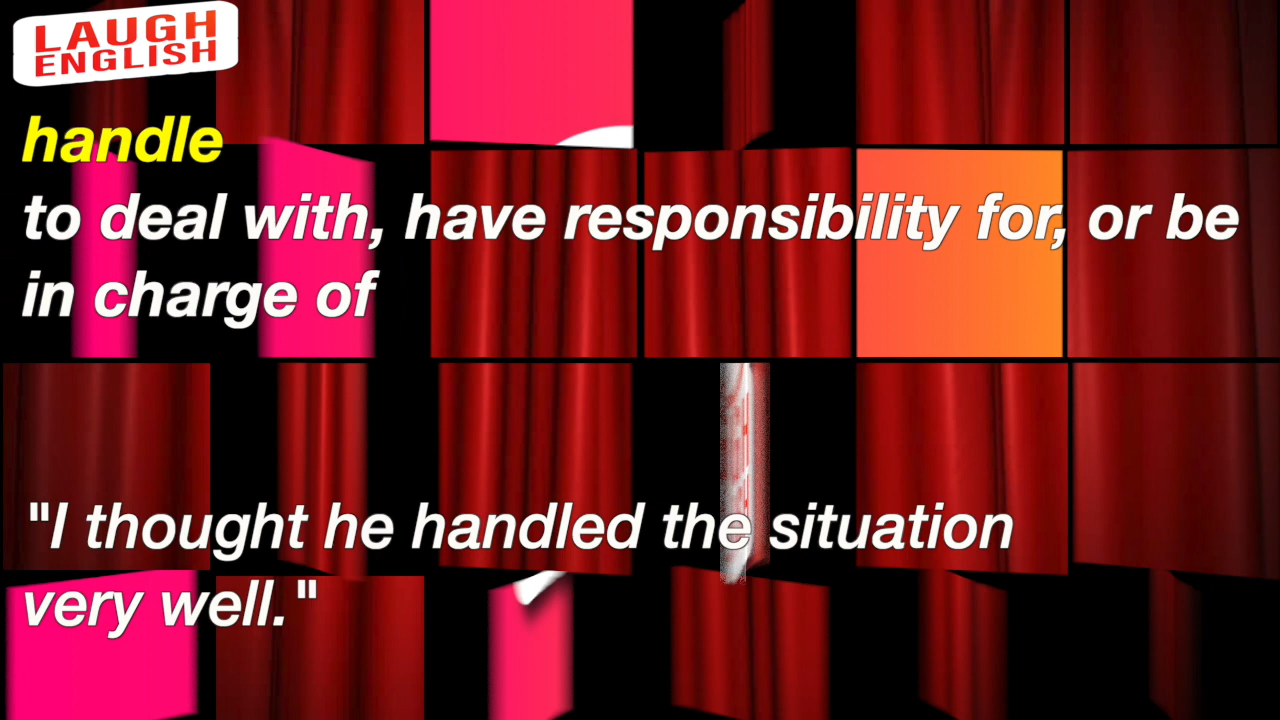 LAUGH
ENGLISH
handle
to deal with, have responsibility for, or be
in charge of
"I thought he handled the situation
very well."